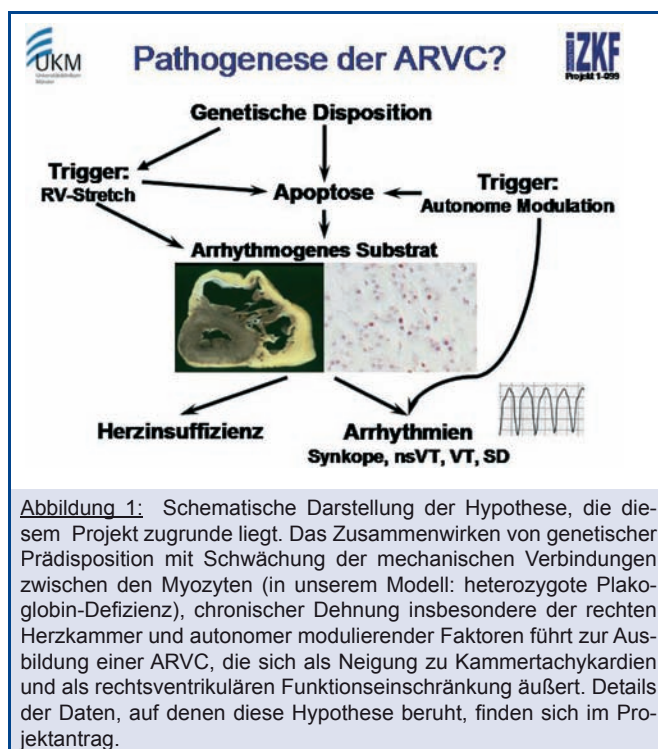 UKM
Universitätsklinikum
Münster
Pathogenese der ARVC?
iZKF
Projekt 1-099
Genetische Disposition
Trigger:
RV-Stretch
Apoptose
Trigger:
Autonome Modulation
Arrhythmogenes Substrat
Herzinsuffizienz
Arrhythmien
Synkope, nsVT, VT, SD
Abbildung 1: Schematische Darstellung der Hypothese, die die-
sem Projekt zugrunde liegt. Das Zusammenwirken von genetischer
Prädisposition mit Schwächung der mechanischen Verbindungen
zwischen den Myozyten (in unserem Modell: heterozygote Plako-
globin-Defizienz), chronischer Dehnung insbesondere der rechten
Herzkammer und autonomer modulierender Faktoren führt zur Aus-
bildung einer ARVC, die sich als Neigung zu Kammertachykardien
und als rechtsventrikulären Funktionseinschränkung äußert. Details
der Daten, auf denen diese Hypothese beruht, finden sich im Pro-
jektantrag.